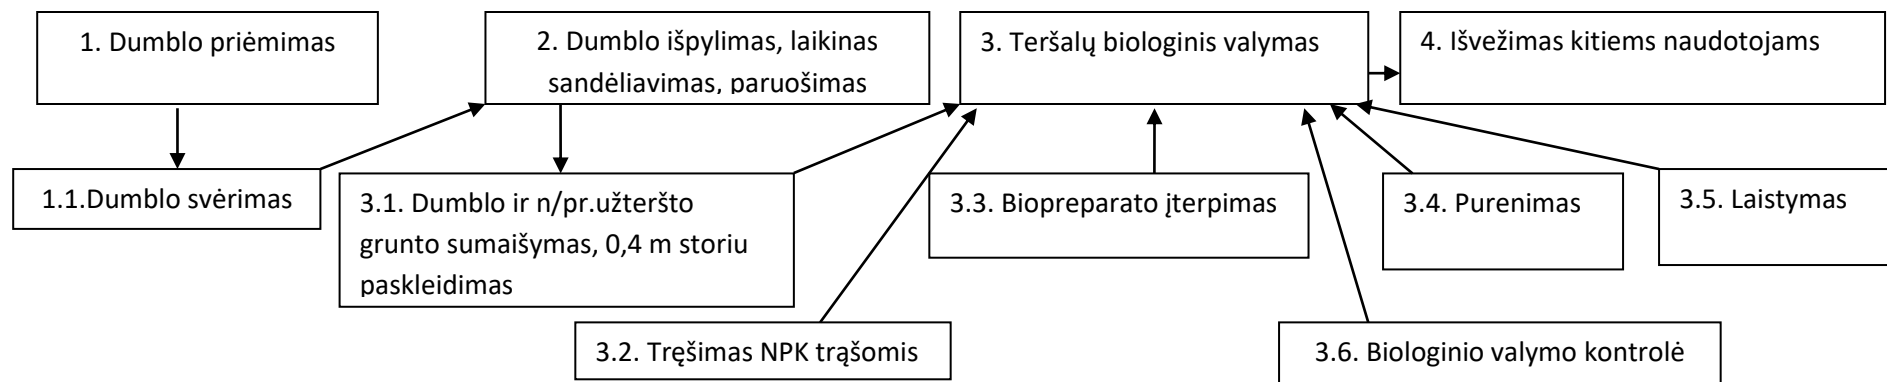 1. Dumblo priėmimas
2. Dumblo išpylimas, laikinas
sandėliavimas, paruošimas
3. Teršalų biologinis valymas
4. Išvežimas kitiems naudotojams
1.1.Dumblo svėrimas
3.1. Dumblo ir n/pr.užteršto
grunto sumaišymas, 0,4 m storiu
paskleidimas
3.3. Biopreparato įterpimas
3.4. Purenimas
3.5. Laistymas
3.2. Tręšimas NPK trąšomis
3.6. Biologinio valymo kontrolė